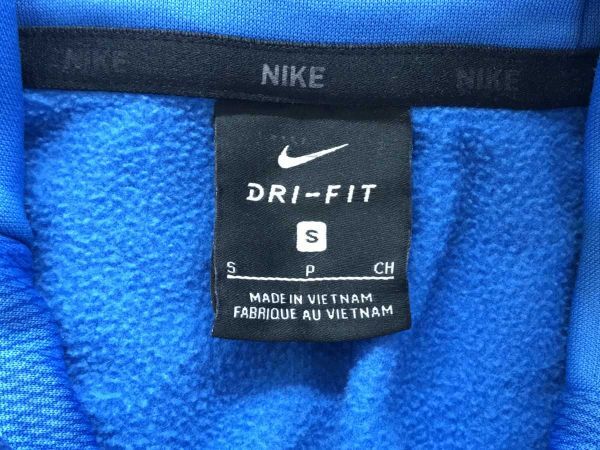 NIKE NIKE NIKE
DRI-FIT
S
S P CH
MADE IN VIETNAM
FABRIQUE AU VIETNAM